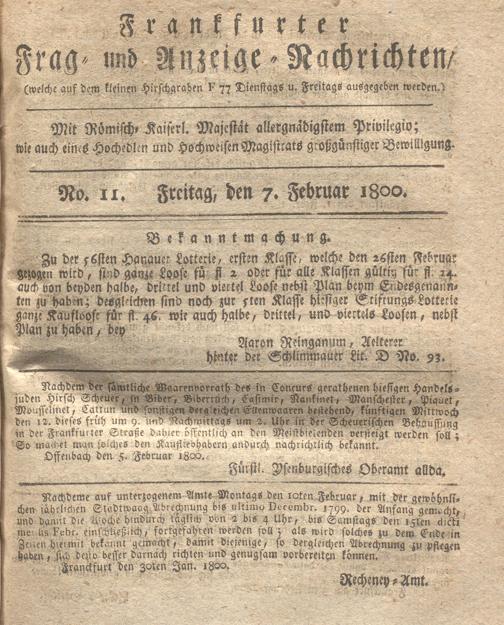 Frankfurter
Frag- und Anzeige-Nachrichten/
(welche auf dem kleinen Hirschgraben F 77 Dienstags u. Freitags ausgegeben werden.)
Mit Römisch-Kaiserl. Majestät allergnädigstem Privilegio;
wie auch eines Hochedlen und Hochweisen Magistrats großgünstiger Bewilligung.
No. 11. Freitag, den 7. Februar 1800.
Bekanntmachung.
Zu der 56sten Hanauer Lotterie, ersten Klasse, welche den 26sten Februar
gezogen wird, sind ganze Loose für fl. 2 oder für alle Klassen gültig für fl. 24.
auch von beyden halbe, drittel und viertel Loose nebst Plan beym Endesgenann-
ten zu haben; desgleichen sind noch zur 5ten Klasse hiesiger Stiftungs-Lotterie
ganze Kaufloose für fl. 46. wie auch halbe, drittel, und viertels Loosen, nebst
Plan zu haben, bey
Aaron Reinganum, Aelterer
hinter der Schlimmauer Lit. D No. 93.
Nachdem der sämtliche Waarenvorrath des in Concurs gerathenen hiesigen Handels-
juden Hirsch Scheuer, in Biber, Biberrüch, Casimir, Nankinet, Manschester, Piquet,
Mousselinet, Cattun und sonstigen dergleichen Ellenwaaren bestehend, künftigen Mittwoch
den 12. dieses früh um 9. und Nachmittags um 2. Uhr in der Scheuerischen Behaussung
in der Frankfurter Straße dahier öffentlich an den Meistbietenden versteigt werden soll;
So machet man solches den Kaufliebhabern andurch nachrichtlich bekannt.
Offenbach den 5. Februar 1800.
Fürstl. Ysenburgisches Oberamt allda.
Nachdeme auf unterzogenem Amte Montags den 10ten Februar, mit der gewöhnli-
chen jährlichen Stadtwaag Abrechnung bis ultimo Decembr. 1799. der Anfang gemacht,
und damit die Woche hindurch täglich von 2 bis 4 Uhr, bis Samstags den 15ten dicti
mensis Febr. einschließlich, fortgefahren werden soll; als wird solches zu dem Ende in
Zeiten hiermit bekannt gemacht, damit diejenige, so dergleichen Abrechnung zu pflegen
haben, sich desto besser darnach richten und genugsam vorbereiten können.
Frankfurt den 30ten Jan. 1800.
Recheney-Amt.